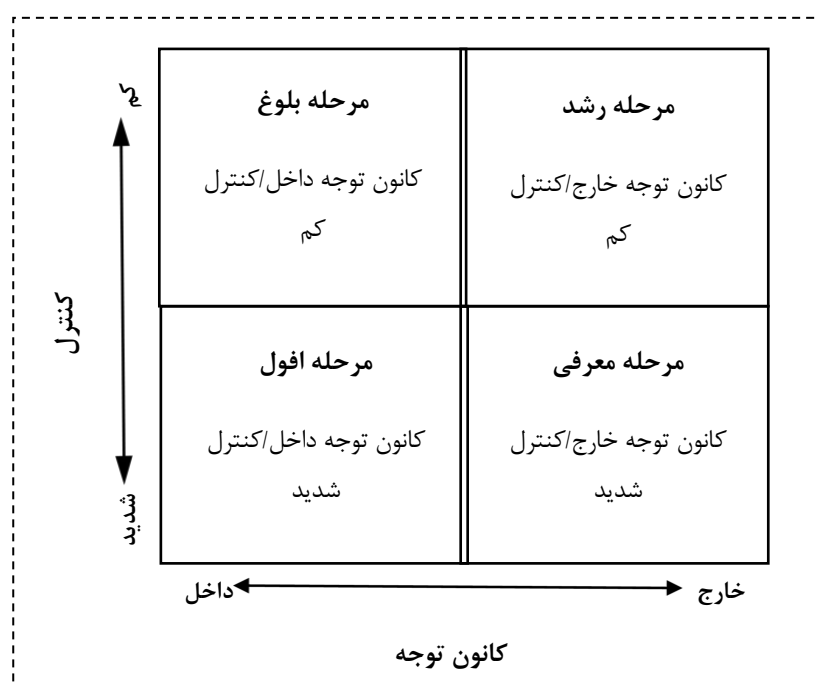 کم
مرحله رشد
کانون توجه خارج/کنترل
کم
مرحله بلوغ
کانون توجه داخل/کنترل
کم
کنترل
مرحله معرفی
کانون توجه خارج/کنترل
شدید
مرحله افول
کانون توجه داخل/کنترل
شدید
شدید
خارج
داخل
کانون توجه